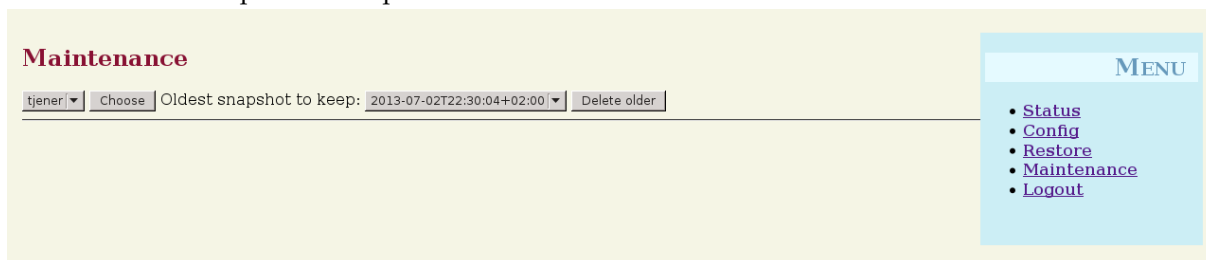 Maintenance
tjener Choose Oldest snapshot to keep: 2013-07-02T22:30:04+02:00 Delete older
MENU
Status
Config
Restore
Maintenance
Logout